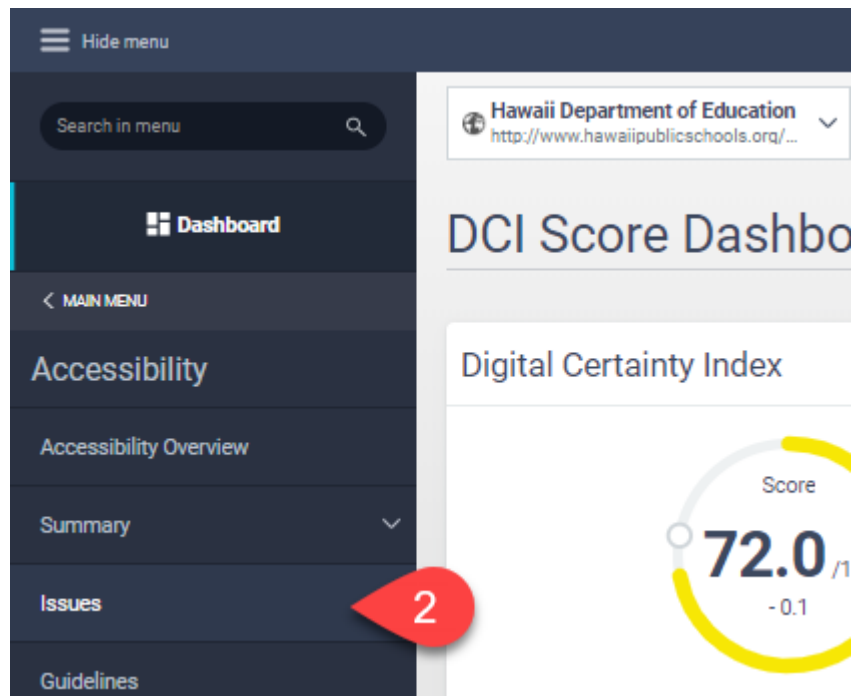 Hide menu
Search in menu
Dashboard
MAIN MENU
Accessibility
Accessibility Overview
Summary
Issues
2
Guidelines
Hawaii Department of Education
http://www.hawaiipublicschools.org/...
DCI Score Dashbo
Digital Certainty Index
Score
72.0 /1
- 0.1